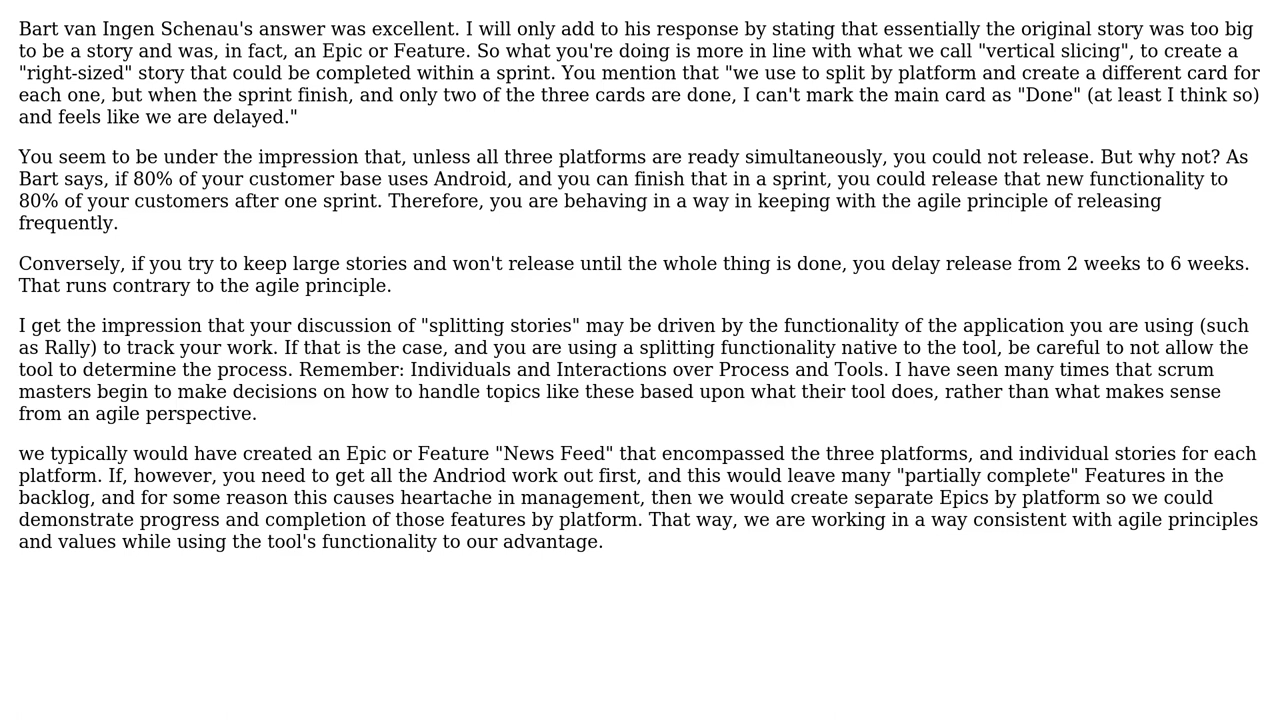 Bart van Ingen Schenau's answer was excellent. I will only add to his response by stating that essentially the original story was too big
to be a story and was, in fact, an Epic or Feature. So what you're doing is more in line with what we call "vertical slicing", to create a
"right-sized" story that could be completed within a sprint. You mention that "we use to split by platform and create a different card for
each one, but when the sprint finish, and only two of the three cards are done, I can't mark the main card as "Done" (at least I think so)
and feels like we are delayed."
You seem to be under the impression that, unless all three platforms are ready simultaneously, you could not release. But why not? As
Bart says, if 80% of your customer base uses Android, and you can finish that in a sprint, you could release that new functionality to
80% of your customers after one sprint. Therefore, you are behaving in a way in keeping with the agile principle of releasing
frequently.
Conversely, if you try to keep large stories and won't release until the whole thing is done, you delay release from 2 weeks to 6 weeks.
That runs contrary to the agile principle.
I get the impression that your discussion of "splitting stories" may be driven by the functionality of the application you are using (such
as Rally) to track your work. If that is the case, and you are using a splitting functionality native to the tool, be careful to not allow the
tool to determine the process. Remember: Individuals and Interactions over Process and Tools. I have seen many times that scrum
masters begin to make decisions on how to handle topics like these based upon what their tool does, rather than what makes sense
from an agile perspective.
we typically would have created an Epic or Feature "News Feed" that encompassed the three platforms, and individual stories for each
platform. If, however, you need to get all the Andriod work out first, and this would leave many "partially complete" Features in the
backlog, and for some reason this causes heartache in management, then we would create separate Epics by platform so we could
demonstrate progress and completion of those features by platform. That way, we are working in a way consistent with agile principles
and values while using the tool's functionality to our advantage.